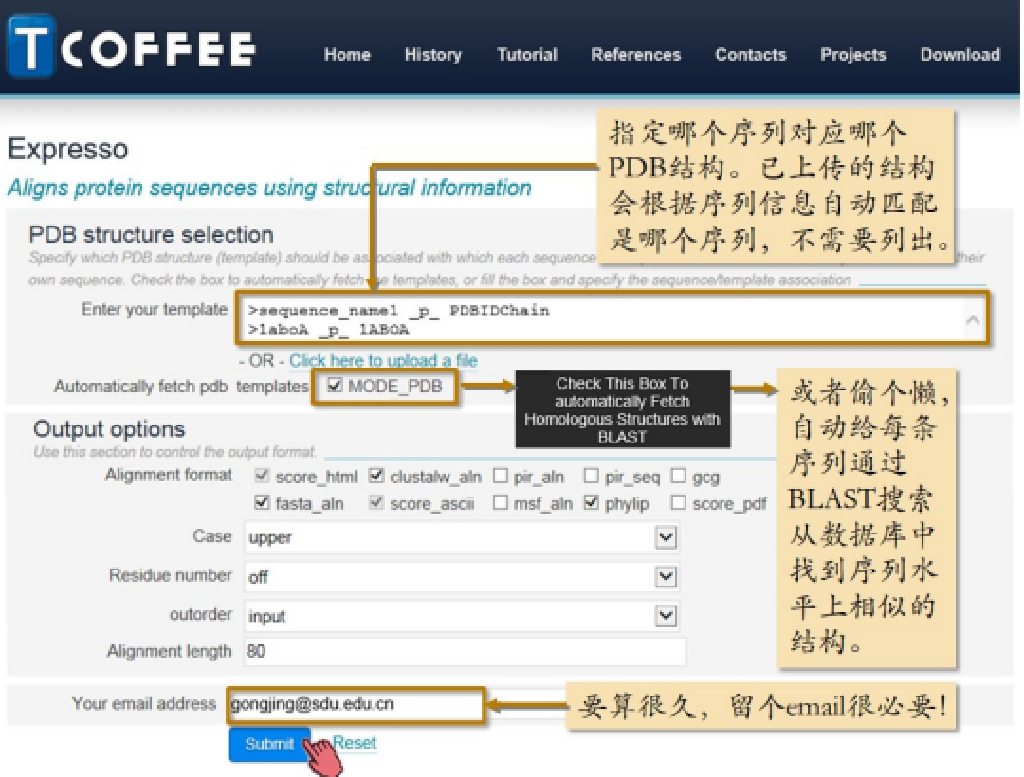 TCOFFEE
Home History Tutorial References Contacts Projects Download
Expresso
Aligns protein sequences using structural information
指定哪个序列对应哪个
PDB结构。已上传的结构
会根据序列信息自动匹配
是哪个序列，不需要列出。
PDB structure selection
Specify which PDB structure (template) should be associated with which each sequence their
own sequence. Check the box to automatically fetch the templates, or fill the box and specify the sequence/template association
Enter your template
>sequence_name1 _p_ PDBIDChain
>1aboA _p_ 1ABOA
- OR - Click here to upload a file
Automatically fetch pdb templates MODE_PDB
Check This Box To
automatically Fetch
Homologous Structures with
BLAST
或者偷个懒，
自动给每条
序列通过
BLAST搜索
从数据库中
找到序列水
平上相似的
结构。
Output options
Use this section to control the output format.
Alignment format score_html clustalw_aln pir_aln pir_seq gcg
fasta_aln score_ascii msf_aln phylip score_pdf
Case upper
Residue number off
outorder input
Alignment length 80
Your email address gongjing@sdu.edu.cn
要算很久，留个email很必要!
Submit Reset